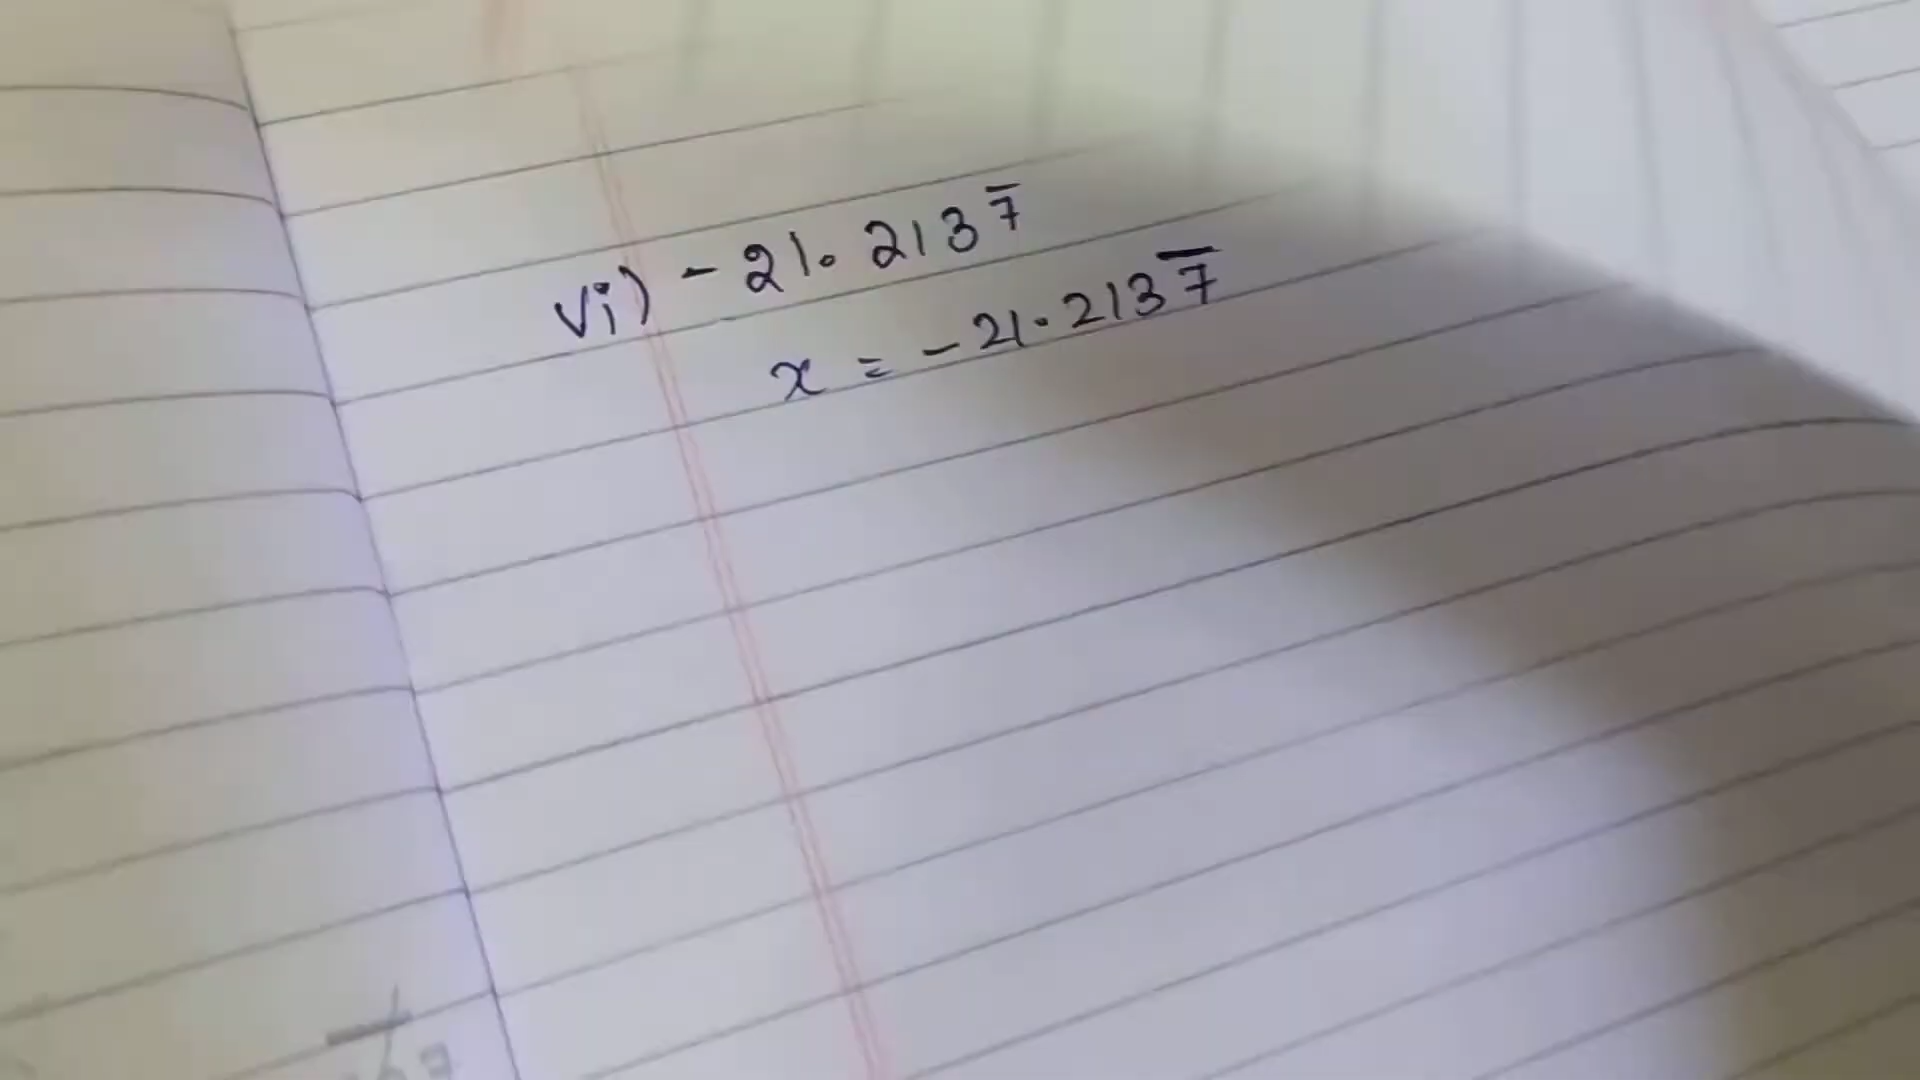 vi) - 21. 2137̅
x = - 21. 2137̅